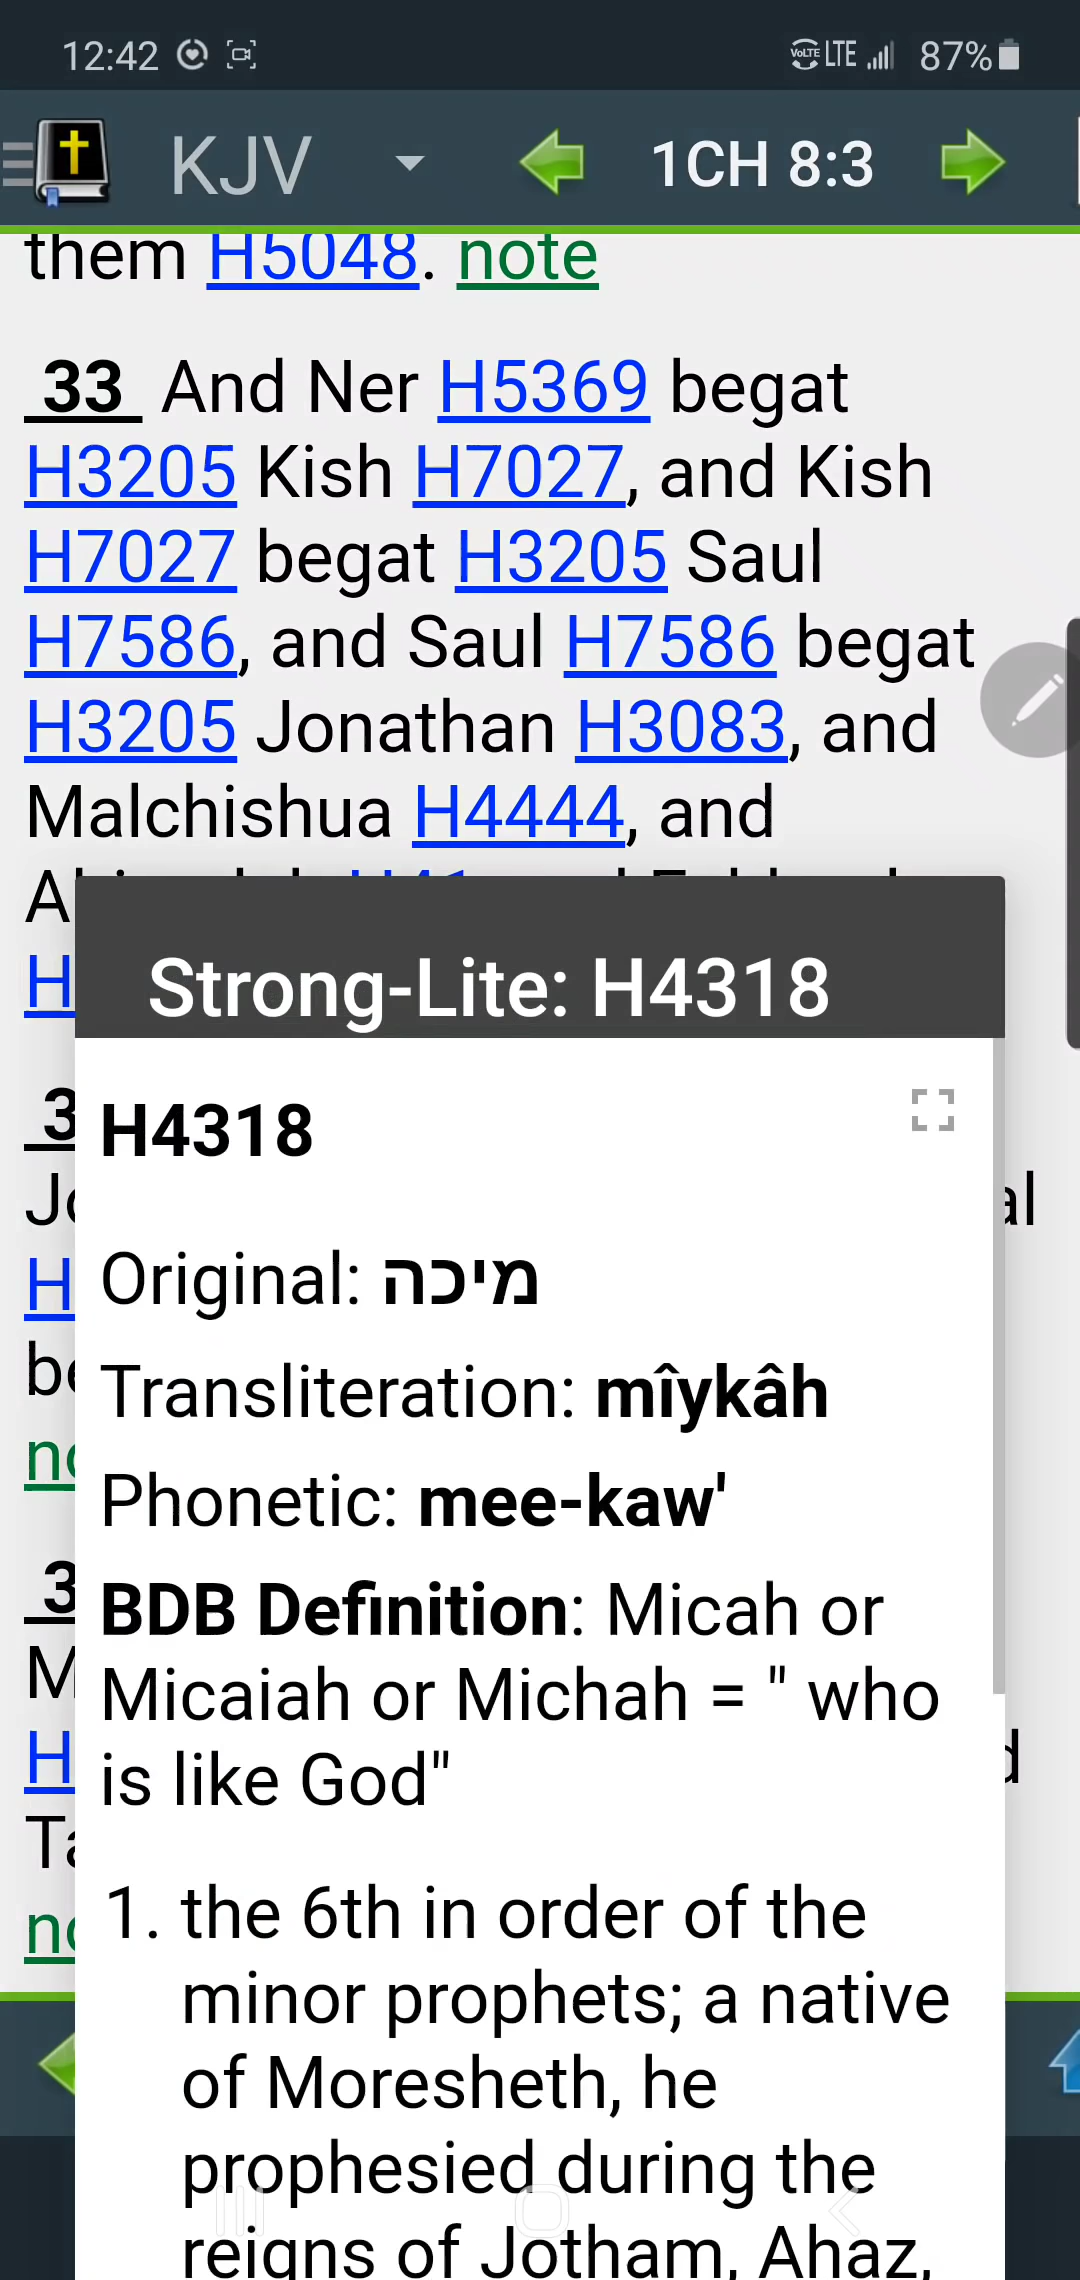 12:42 VoLTE LTE 87%
KJV 1CH 8:3
them H5048. note
33 And Ner H5369 begat
H3205 Kish H7027, and Kish
H7027 begat H3205 Saul
H7586, and Saul H7586 begat
H3205 Jonathan H3083, and
Malchishua H4444, and
Strong-Lite: H4318
H4318
Original: מיכה
Transliteration: mîykâh
Phonetic: mee-kaw'
BDB Definition: Micah or
Micaiah or Michah = " who
is like God"
1. the 6th in order of the
minor prophets; a native
of Moresheth, he
prophesied during the
reigns of Jotham, Ahaz,